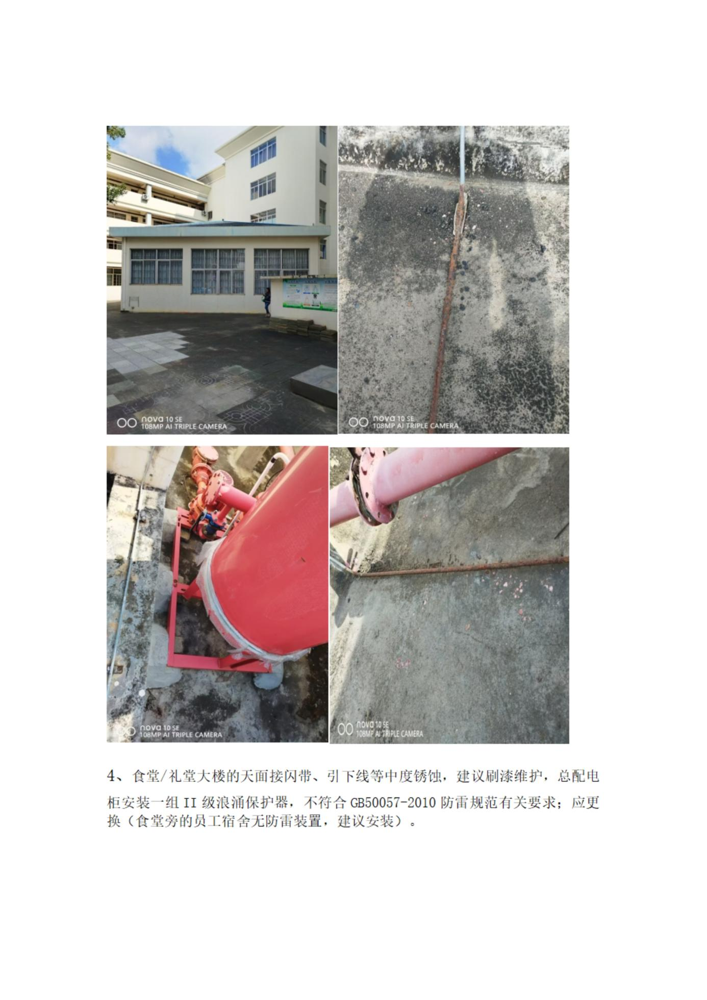 nova 10 SE
108MP AI TRIPLE CAMERA
nova 10 SE
108MP AI TRIPLE CAMERA
nova 10 SE
108MP AI TRIPLE CAMERA
nova 10 SE
108MP AI TRIPLE CAMERA
4、食堂/礼堂大楼的天面接闪带、引下线等中度锈蚀，建议刷漆维护，总配电
柜安装一组 II 级浪涌保护器，不符合 GB50057-2010 防雷规范有关要求；应更
换（食堂旁的员工宿舍无防雷装置，建议安装）。